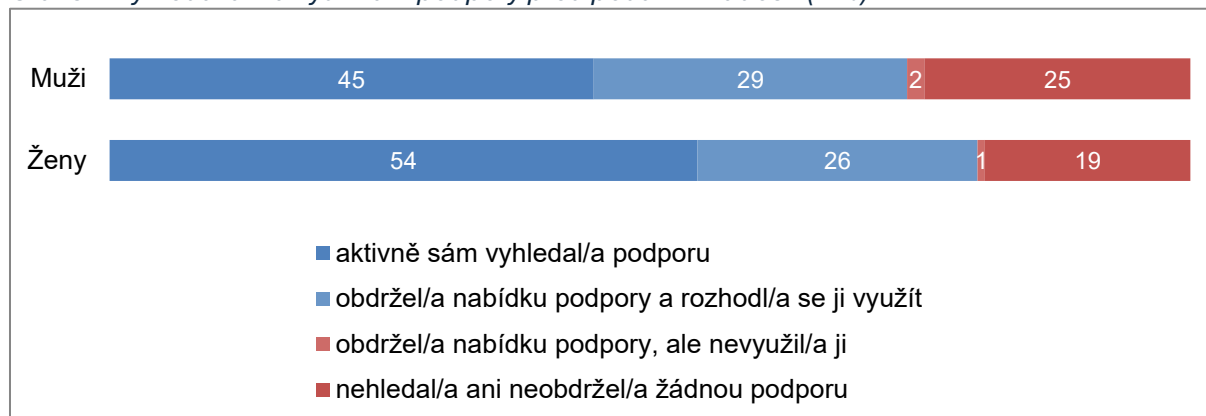 Muži 45 29 2 25
Ženy 54 26 1 19
aktivně sám vyhledal/a podporu
obdržel/a nabídku podpory a rozhodl/a se ji využít
obdržel/a nabídku podpory, ale nevyužil/a ji
nehledal/a ani neobdržel/a žádnou podporu